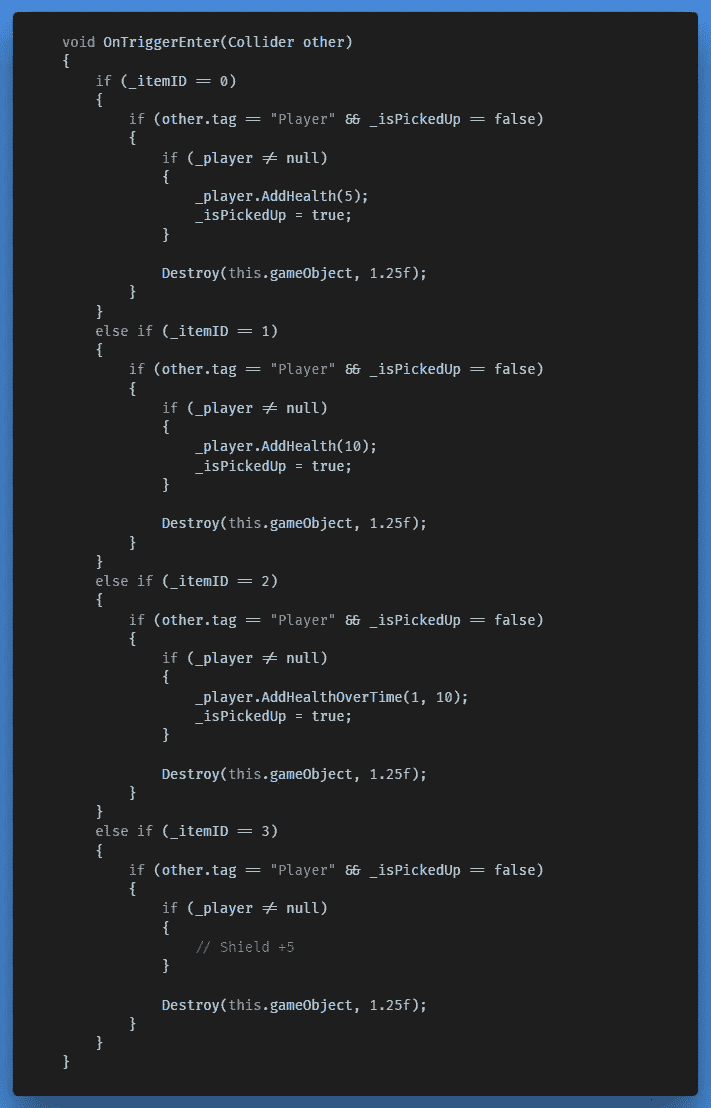 void OnTriggerEnter(Collider other)
{
    if (_itemID == 0)
    {
        if (other.tag == "Player" && _isPickedUp == false)
        {
            if (_player != null)
            {
                _player.AddHealth(5);
                _isPickedUp = true;
            }

            Destroy(this.gameObject, 1.25f);
        }
    }
    else if (_itemID == 1)
    {
        if (other.tag == "Player" && _isPickedUp == false)
        {
            if (_player != null)
            {
                _player.AddHealth(10);
                _isPickedUp = true;
            }

            Destroy(this.gameObject, 1.25f);
        }
    }
    else if (_itemID == 2)
    {
        if (other.tag == "Player" && _isPickedUp == false)
        {
            if (_player != null)
            {
                _player.AddHealthOverTime(1, 10);
                _isPickedUp = true;
            }

            Destroy(this.gameObject, 1.25f);
        }
    }
    else if (_itemID == 3)
    {
        if (other.tag == "Player" && _isPickedUp == false)
        {
            if (_player != null)
            {
                // Shield +5
            }

            Destroy(this.gameObject, 1.25f);
        }
    }
}